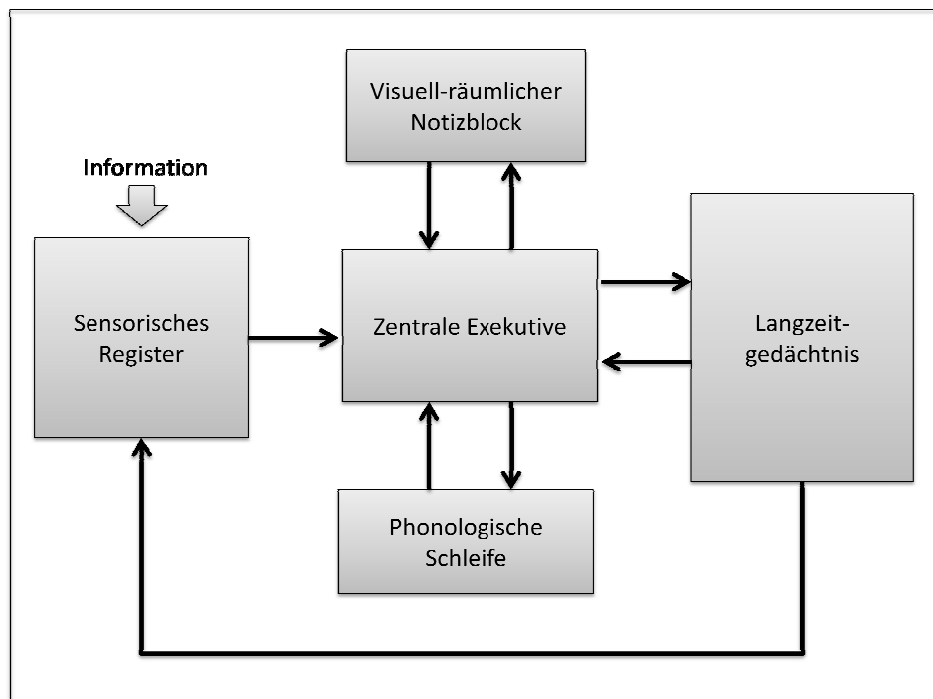 Visuell-räumlicher
Notizblock
Information
Sensorisches
Register
Zentrale Exekutive
Langzeit-
gedächtnis
Phonologische
Schleife